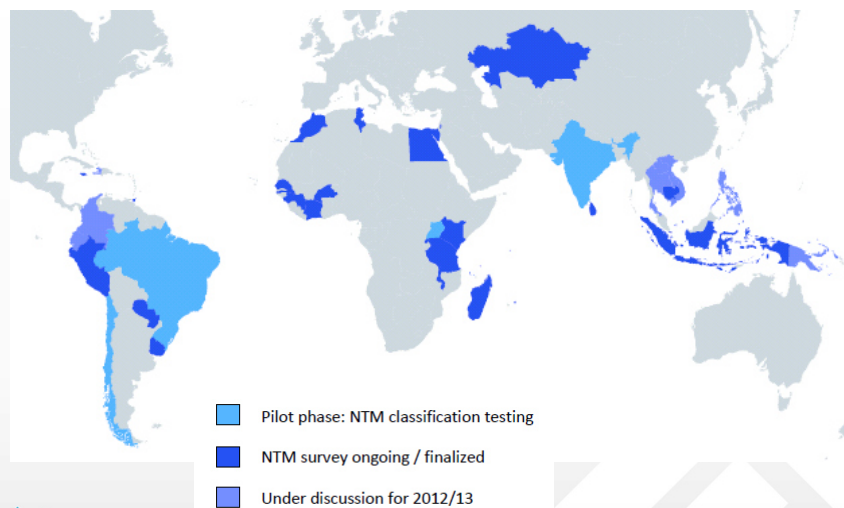 Pilot phase: NTM classification testing
NTM survey ongoing / finalized
Under discussion for 2012/13